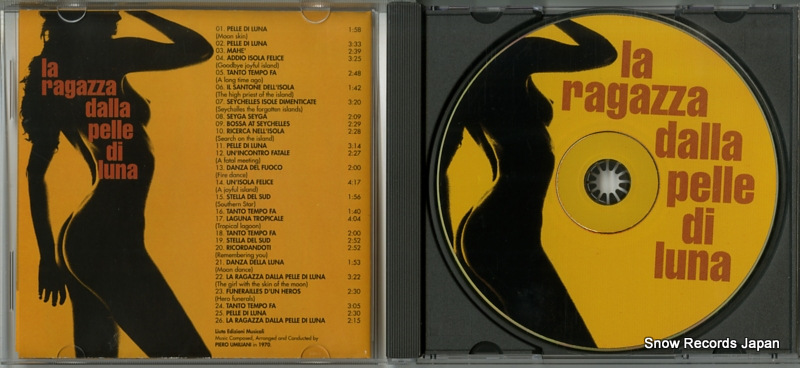 la
ragazza
dalla
pelle
di
luna
01. PELLE DI LUNA 1:58
(Moon skin)
02. PELLE DI LUNA 3:33
03. MAHE' 2:39
04. ADDIO ISOLA FELICE 3:25
(Goodbye joyful island)
05. TANTO TEMPO FA 2:48
(A long time ago)
06. IL SANTONE DELL'ISOLA 1:42
(The high priest of the island)
07. SEYCHELLES ISOLE DIMENTICATE 3:20
(Seychelles the forgotten islands)
08. SEYGA SEYGA 2:09
09. BOSSA AT SEYCHELLES 2:29
10. RICERCA NELL'ISOLA 2:28
(Search on the island)
11. PELLE DI LUNA 3:14
12. UN'INCONTRO FATALE 2:27
(A fatal meeting)
13. DANZA DEL FUOCO 2:00
(Fire dance)
14. UN'ISOLA FELICE 4:17
(A joyful island)
15. STELLA DEL SUD 1:56
(Southern Star)
16. TANTO TEMPO FA 1:40
17. LAGUNA TROPICALE 4:04
(Tropical lagoon)
18. TANTO TEMPO FA 2:00
19. STELLA DEL SUD 2:52
20. RICORDANDOTI 2:52
(Remembering you)
21. DANZA DELLA LUNA 1:53
(Moon dance)
22. LA RAGAZZA DALLA PELLE DI LUNA 3:22
(The girl with the skin of the moon)
23. FUNERAILLES D'UN HEROS 2:30
(Hero funerals)
24. TANTO TEMPO FA 3:05
25. PELLE DI LUNA 2:30
26. LA RAGAZZA DALLA PELLE DI LUNA 2:15
Liuto Edizioni Musicali
Music Composed, Arranged and Conducted by
PIERO UMILIANI in 1970
la
ragazza
dalla
pelle
di
luna
Snow Records Japan